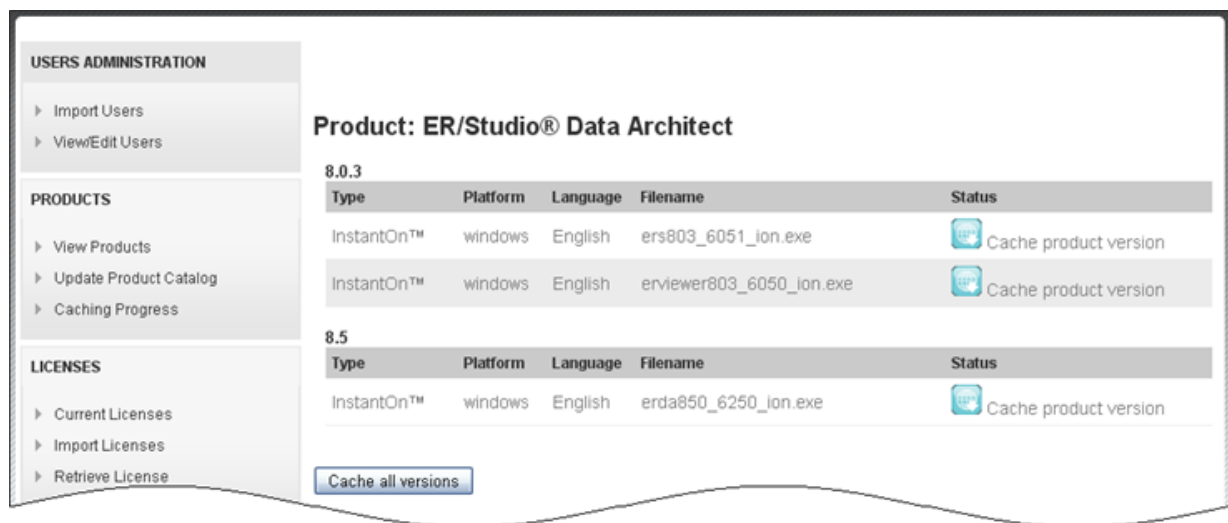 USERS ADMINISTRATION
Import Users
View/Edit Users
PRODUCTS
View Products
Update Product Catalog
Caching Progress
LICENSES
Current Licenses
Import Licenses
Retrieve License
Product: ER/Studio® Data Architect
8.0.3
Type Platform Language Filename Status
InstantOn™ windows English ers803_6051_ion.exe Cache product version
InstantOn™ windows English erviewer803_6050_ion.exe Cache product version
8.5
Type Platform Language Filename Status
InstantOn™ windows English erda850_6250_ion.exe Cache product version
Cache all versions